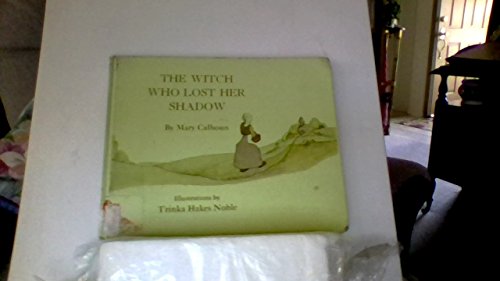 THE WITCH
WHO LOST HER
SHADOW
By Mary Calhoun
Illustrations by
Trinka Hakes Noble